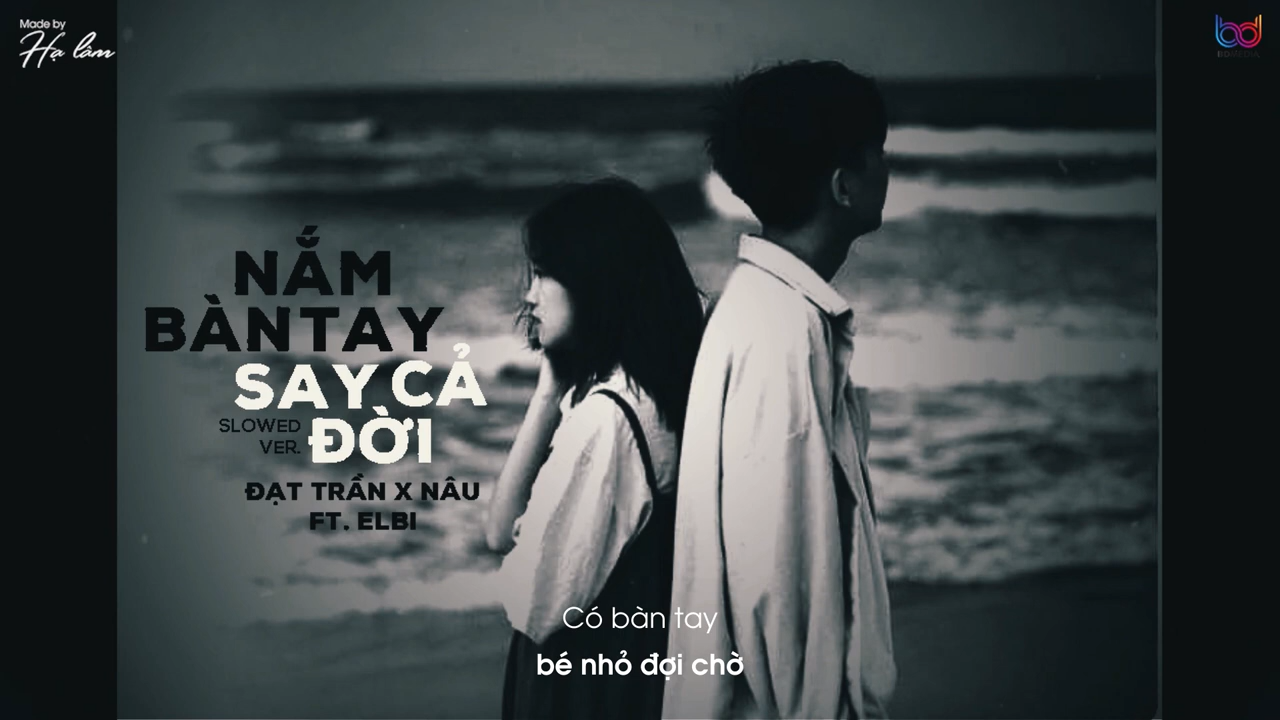 Made by
Hạ lâm
bd
NẮM
BÀN TAY
SAY CẢ
SLOWED
VER.
ĐỜI
ĐẠT TRẦN X NÂU
FT. ELBI
Có bàn tay
bé nhỏ đợi chờ